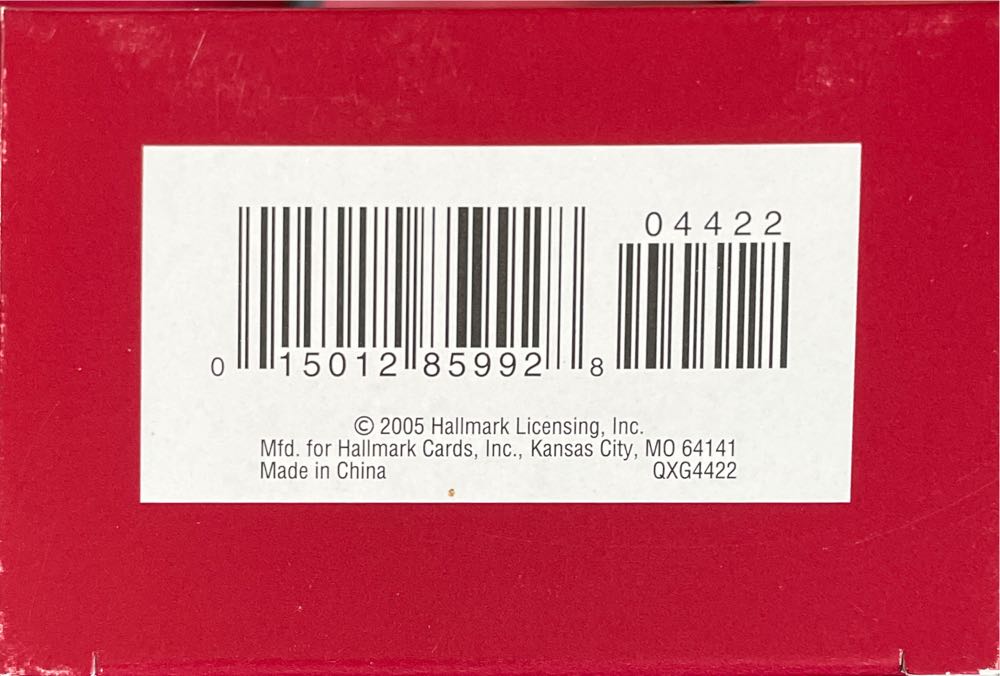 04422
0 15012 85992 8
© 2005 Hallmark Licensing, Inc.
Mfd. for Hallmark Cards, Inc., Kansas City, MO 64141
Made in China QXG4422